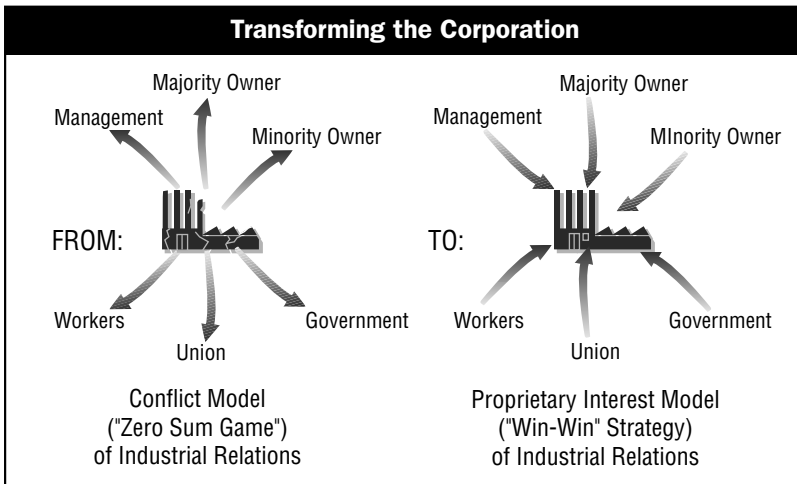 Transforming the Corporation
Majority Owner
Management
Minority Owner
FROM:
Workers
Government
Union
Conflict Model
("Zero Sum Game")
of Industrial Relations
Majority Owner
Management
MInority Owner
TO:
Workers
Government
Union
Proprietary Interest Model
("Win-Win" Strategy)
of Industrial Relations